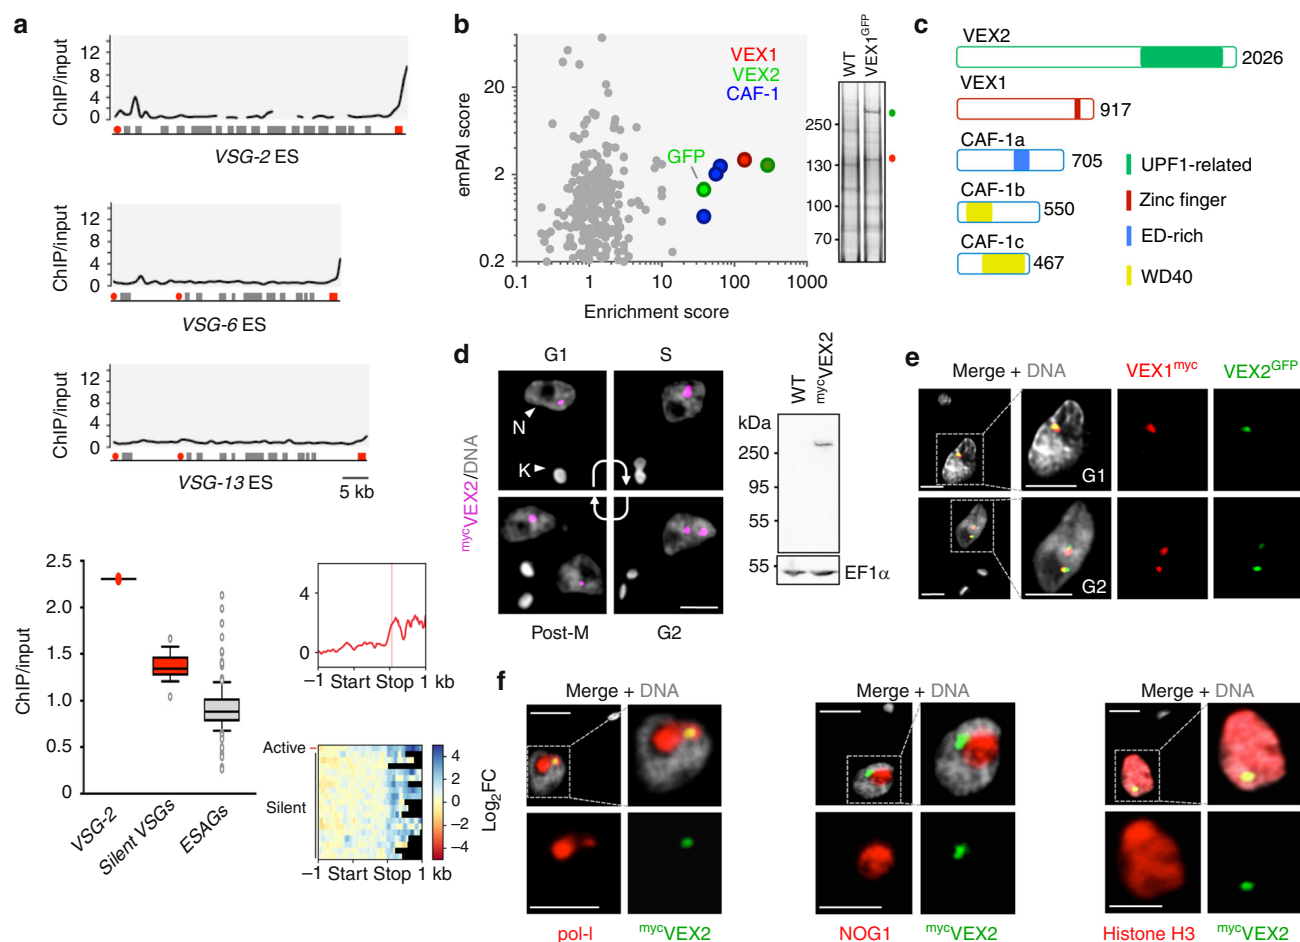 a
ChIP/input
12
8
4
0
VSG-2 ES
ChIP/input
12
8
4
0
VSG-6 ES
ChIP/input
12
8
4
0
VSG-13 ES
5 kb
ChIP/input
2.5
2.0
1.5
1.0
0.5
0
VSG-2
Silent VSGs
ESAGs
4
0
−1 Start Stop 1 kb
Active
Silent
4
2
0
−2
−4
Log2FC
−1 Start Stop 1 kb
b
emPAI score
20
2
0.2
0.1
1
10
100
1000
Enrichment score
VEX1
VEX2
CAF-1
GFP
WT
VEX1GFP
250
130
100
70
c
VEX2
2026
VEX1
917
CAF-1a
705
CAF-1b
550
CAF-1c
467
UPF1-related
Zinc finger
ED-rich
WD40
d
G1
S
mycVEX2/DNA
N
K
Post-M
G2
WT
mycVEX2
kDa
250
95
55
55
EF1α
e
Merge + DNA
VEX1myc
VEX2GFP
G1
G2
f
Merge + DNA
Merge + DNA
Merge + DNA
pol-I
mycVEX2
NOG1
mycVEX2
Histone H3
mycVEX2